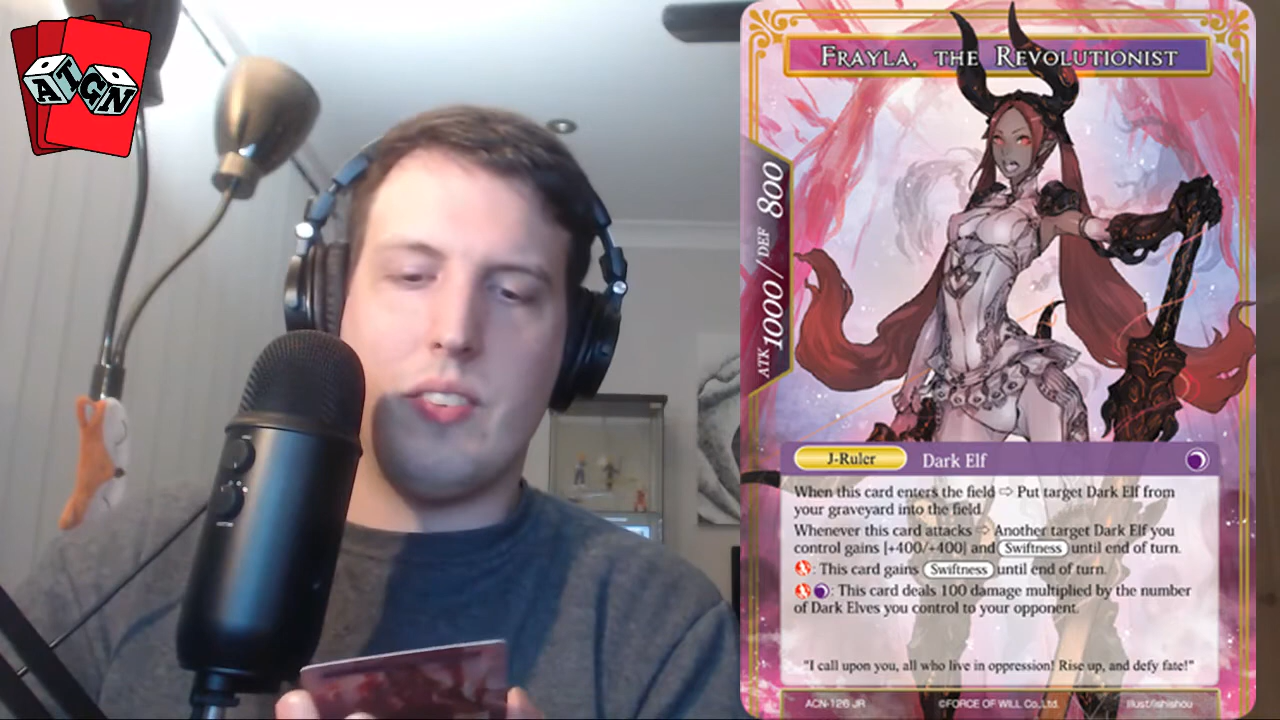 ATGN
FRAYLA, THE REVOLUTIONIST
ATK 1000 / DEF 800
J-Ruler Dark Elf
When this card enters the field ⇨ Put target Dark Elf from
your graveyard into the field.
Whenever this card attacks ⇨ Another target Dark Elf you
control gains [+400/+400] and Swiftness until end of turn.
: This card gains Swiftness until end of turn.
: This card deals 100 damage multiplied by the number
of Dark Elves you control to your opponent.
"I call upon you, all who live in oppression! Rise up, and defy fate!"
ACN-126 JR ©FORCE OF WILL Co.,Ltd. Illust/ishishou